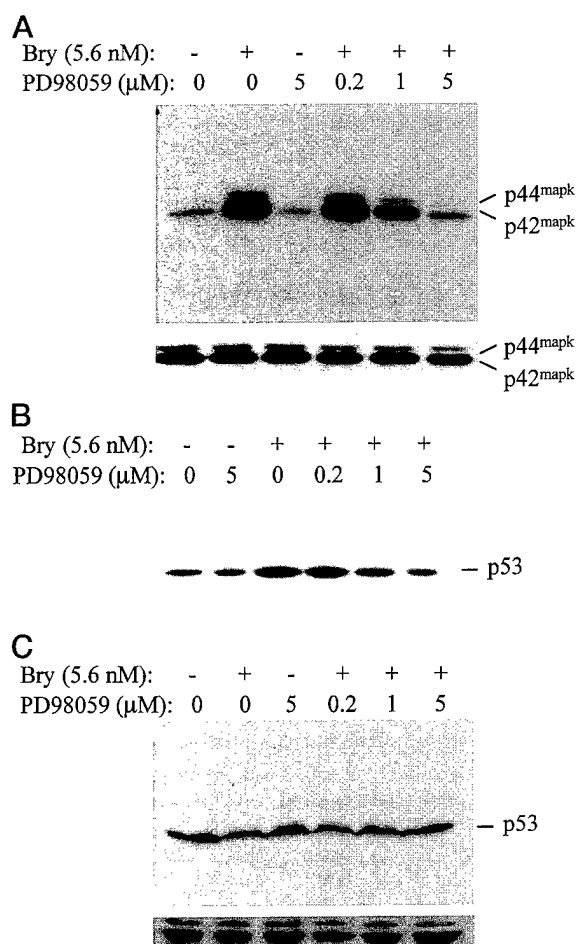 A
Bry (5.6 nM): - + - + + +
PD98059 (μM): 0 0 5 0.2 1 5
p44mapk
p42mapk
p44mapk
p42mapk
B
Bry (5.6 nM): - - + + + +
PD98059 (μM): 0 5 0 0.2 1 5
p53
C
Bry (5.6 nM): - + - + + +
PD98059 (μM): 0 0 5 0.2 1 5
p53